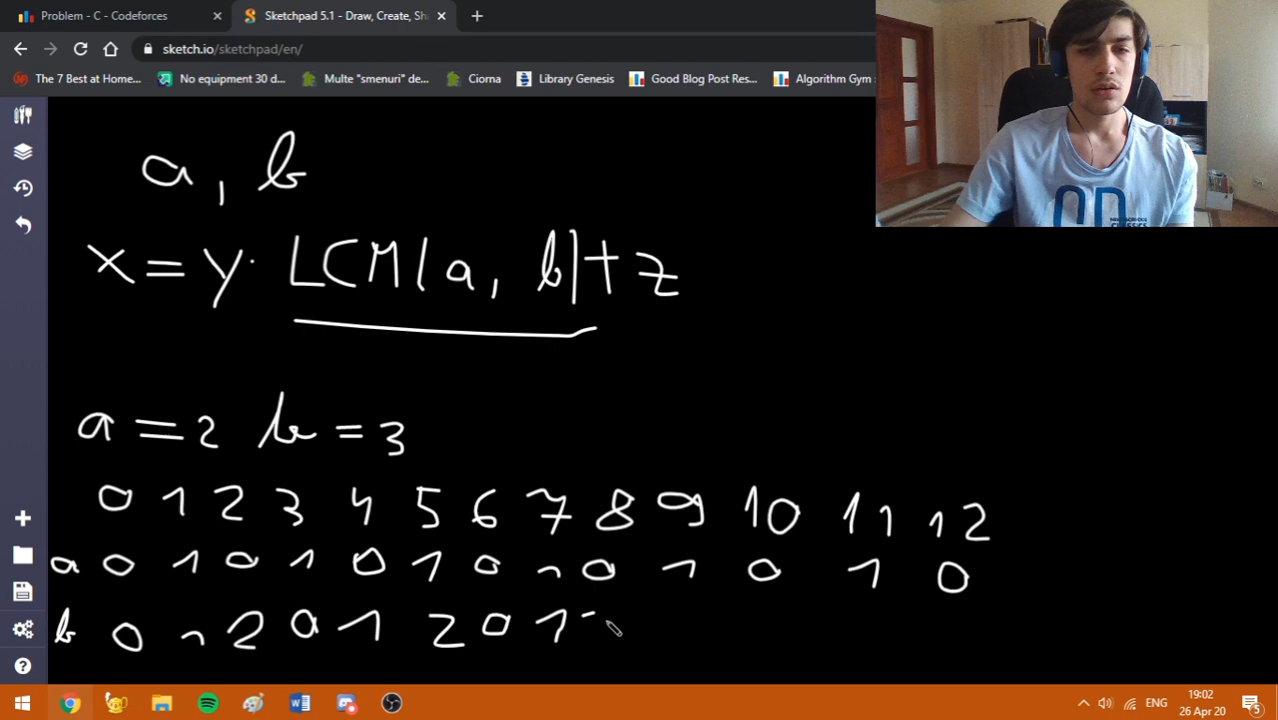 Problem - C - Codeforces
Sketchpad 5.1 - Draw, Create, Sh
sketch.io/sketchpad/en/
The 7 Best at Home...
No equipment 30 d...
Multe "smenuri" de...
Cioma
Library Genesis
Good Blog Post Res...
Algorithm Gym
a, b
x = y · LCM(a, b) + z
a = 2 b = 3
0 1 2 3 4 5 6 7 8 9 10 11 12
a 0 1 0 1 0 1 0 1 0 1 0 1 0
b 0 1 2 0 1 2 0 1
ENG
19:02
26 Apr 20
5